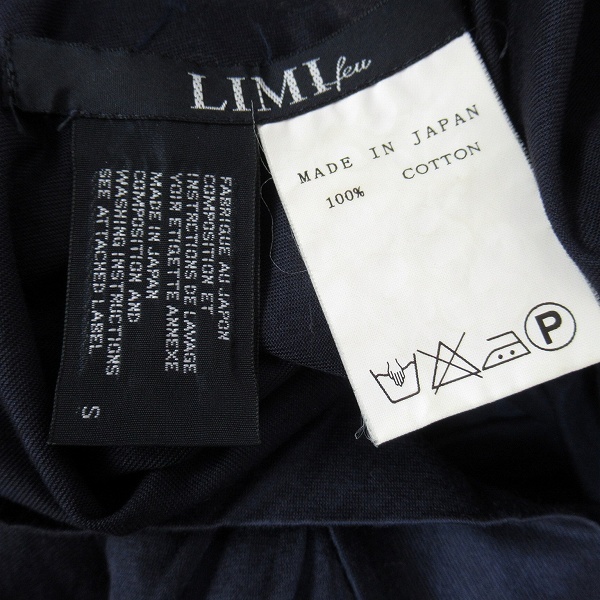 LIMI feu
FABRIQUE AU JAPON
COMPOSITION ET
INSTRUCTIONS DE LAVAGE
VOIR ETIGETTE ANNEXE
MADE IN JAPAN
COMPOSITION AND
WASHING INSTRUCTIONS
SEE ATTACHED LABEL
S
MADE IN JAPAN
100% COTTON
P